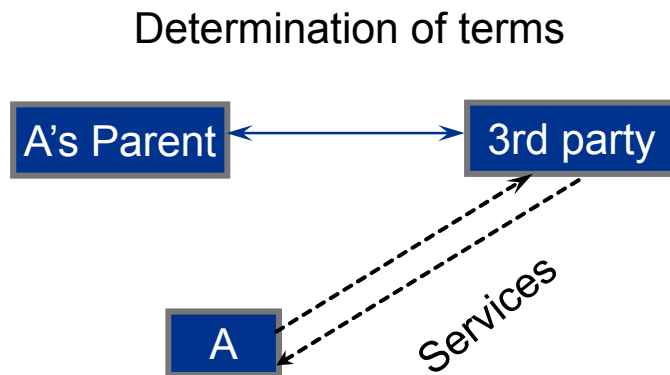 Determination of terms
A's Parent
3rd party
Services
A